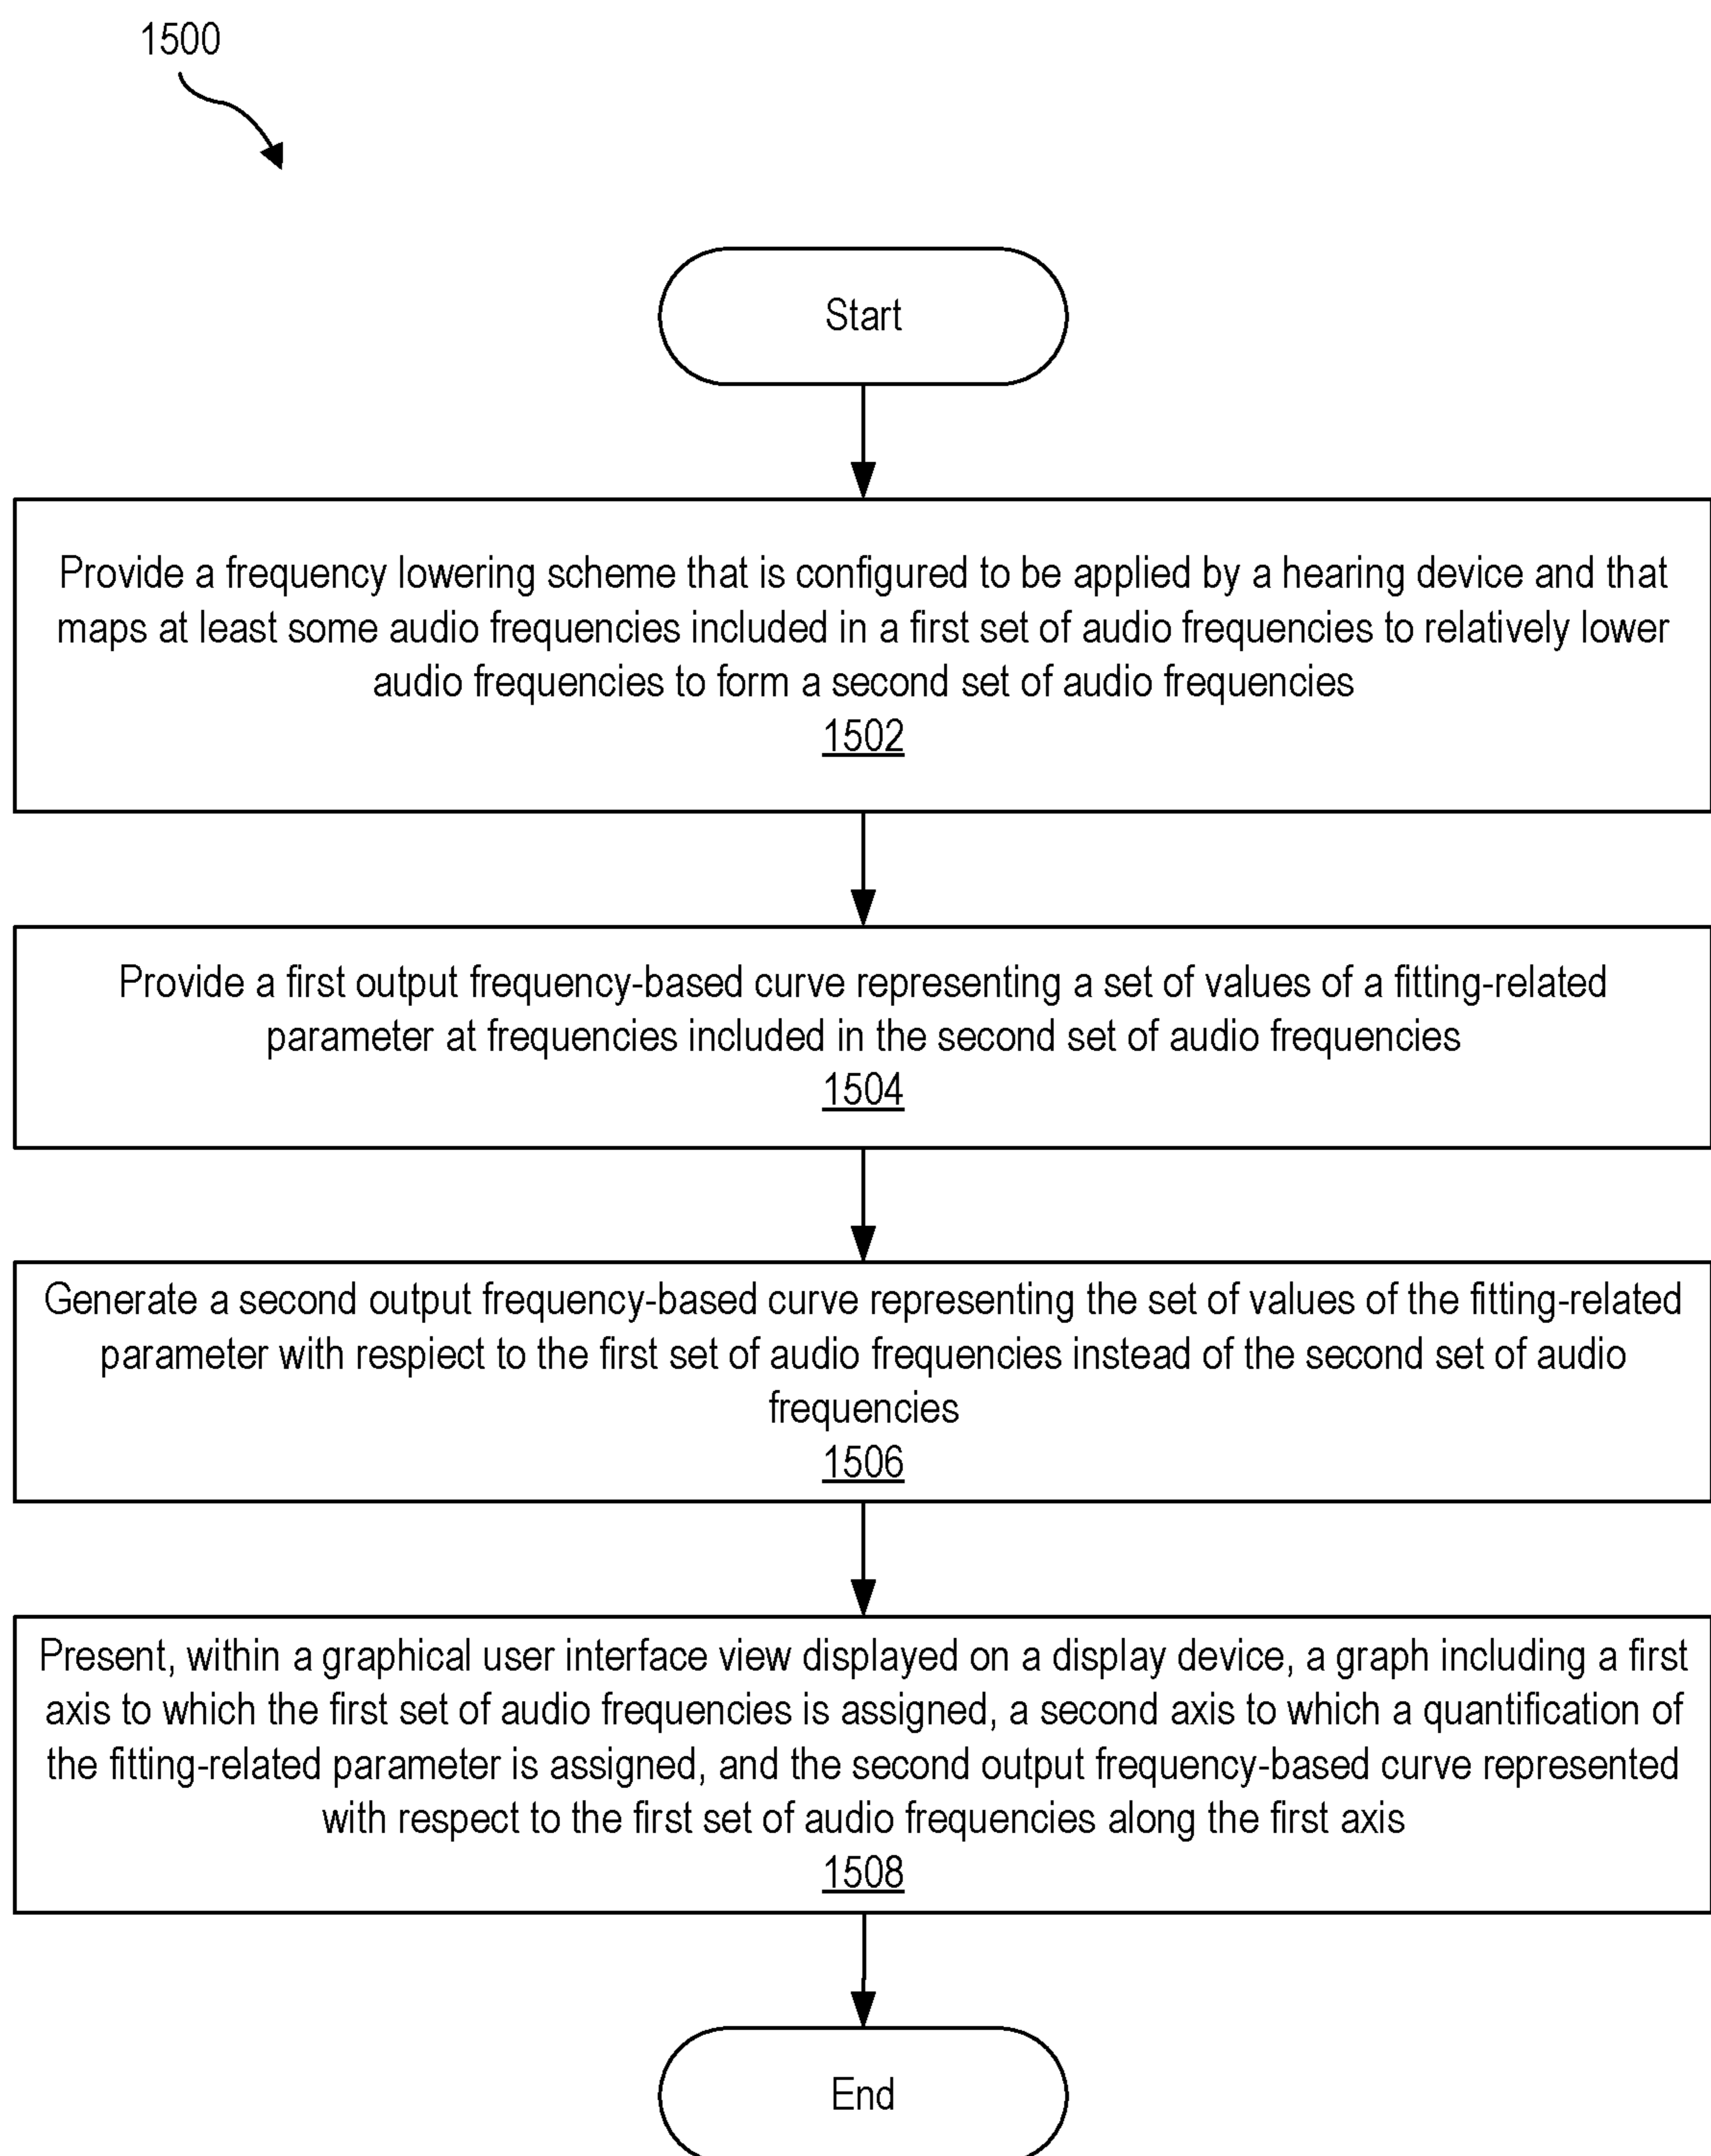 1500
Start
Provide a frequency lowering scheme that is configured to be applied by a hearing device and that
maps at least some audio frequencies included in a first set of audio frequencies to relatively lower
audio frequencies to form a second set of audio frequencies
1502
Provide a first output frequency-based curve representing a set of values of a fitting-related
parameter at frequencies included in the second set of audio frequencies
1504
Generate a second output frequency-based curve representing the set of values of the fitting-related
parameter with respiect to the first set of audio frequencies instead of the second set of audio
frequencies
1506
Present, within a graphical user interface view displayed on a display device, a graph including a first
axis to which the first set of audio frequencies is assigned, a second axis to which a quantification of
the fitting-related parameter is assigned, and the second output frequency-based curve represented
with respect to the first set of audio frequencies along the first axis
1508
End